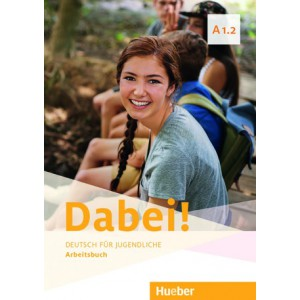 A1.2
Dabei!
DEUTSCH FÜR JUGENDLICHE
Arbeitsbuch
Hueber